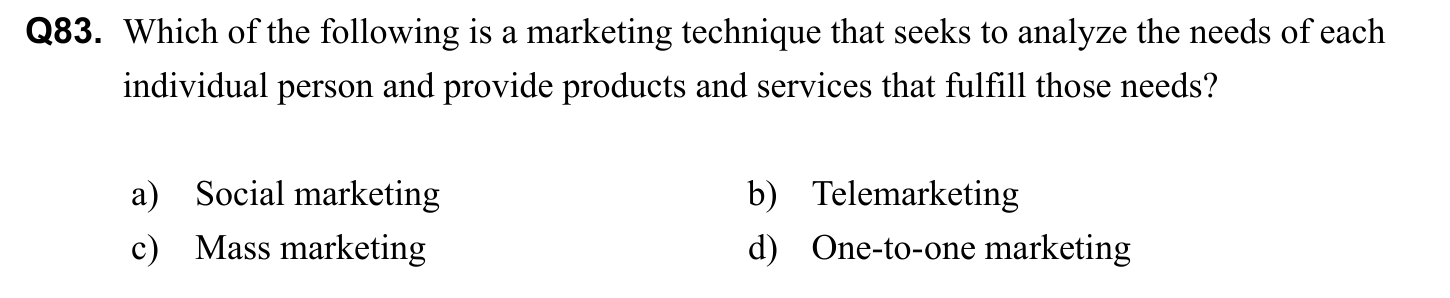 Q83. Which of the following is a marketing technique that seeks to analyze the needs of each
individual person and provide products and services that fulfill those needs?
a) Social marketing b) Telemarketing
c) Mass marketing d) One-to-one marketing